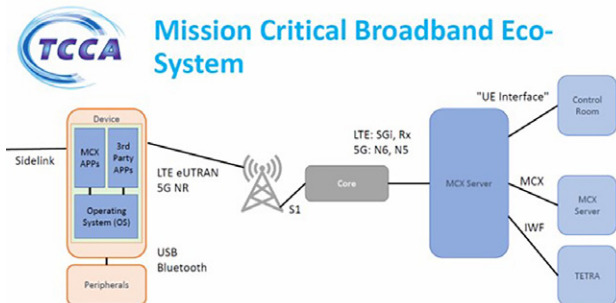 TCCA
Mission Critical Broadband Eco-
System
Device
MCX
APPs
3rd
Party
APPs
Operating
System (OS)
Sidelink
LTE eUTRAN
5G NR
USB
Bluetooth
Peripherals
S1
Core
LTE: SGi, Rx
5G: N6, N5
MCX Server
"UE Interface"
Control
Room
MCX
MCX
Server
IWF
TETRA